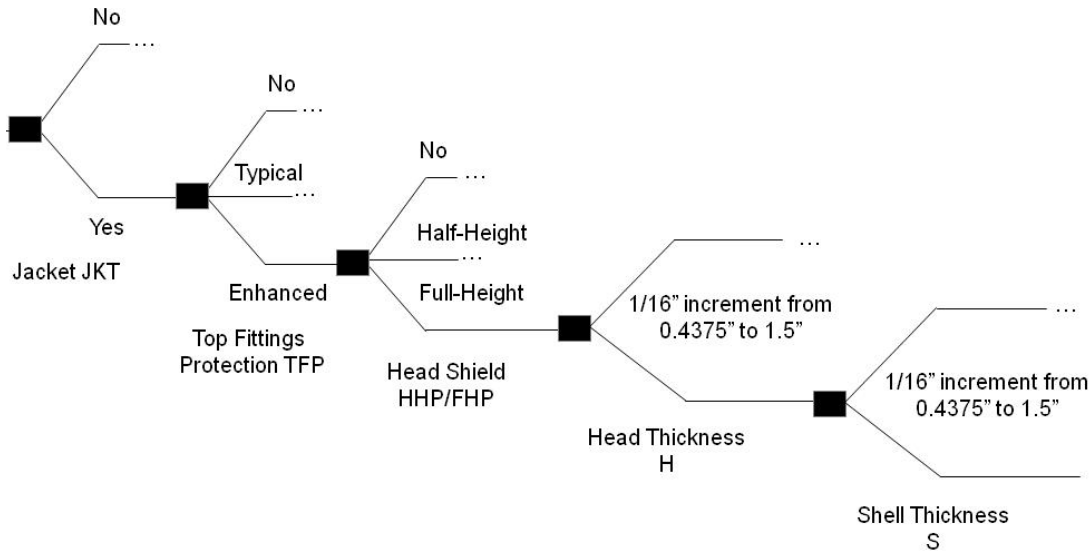 No
...
Yes
Jacket JKT
No
...
Typical
...
Enhanced
Top Fittings
Protection TFP
No
...
Half-Height
...
Full-Height
Head Shield
HHP/FHP
...
1/16” increment from
0.4375” to 1.5”
Head Thickness
H
...
1/16” increment from
0.4375” to 1.5”
Shell Thickness
S